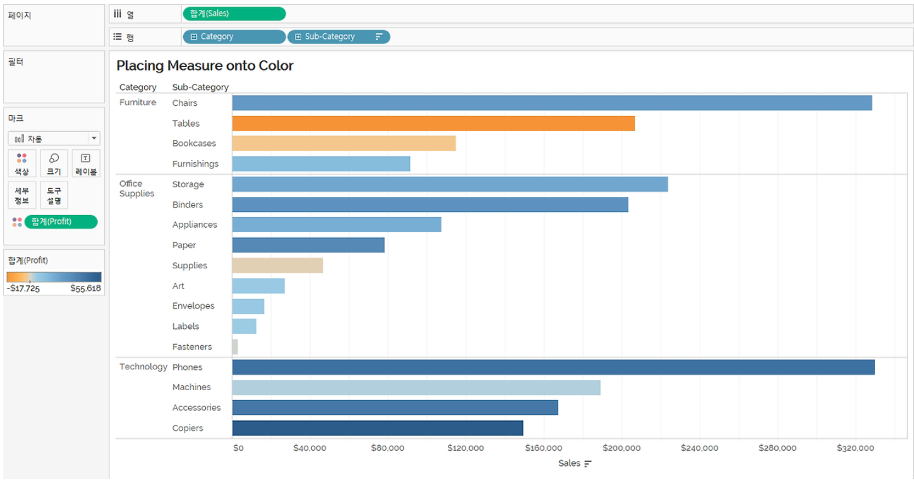 페이지
열
합계(Sales)
행
Category
Sub-Category
필터
Placing Measure onto Color
Category
Sub-Category
Furniture
Chairs
Tables
Bookcases
Furnishings
Office
Supplies
Storage
Binders
Appliances
Paper
Supplies
Art
Envelopes
Labels
Fasteners
Technology
Phones
Machines
Accessories
Copiers
$0
$40,000
$80,000
$120,000
$160,000
$200,000
$240,000
$280,000
$320,000
Sales
마크
자동
색상
크기
레이블
세부
정보
도구
설명
합계(Profit)
합계(Profit)
-$17,725
$55,618